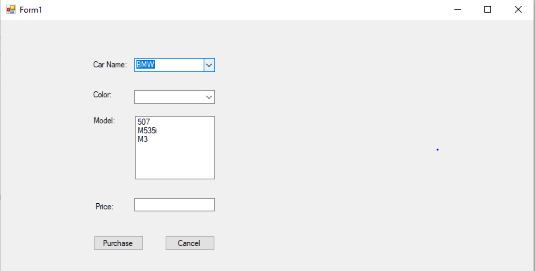 Form1
Car Name: BMW
Color:
Model: 507
M535i
M3
Price:
Purchase Cancel